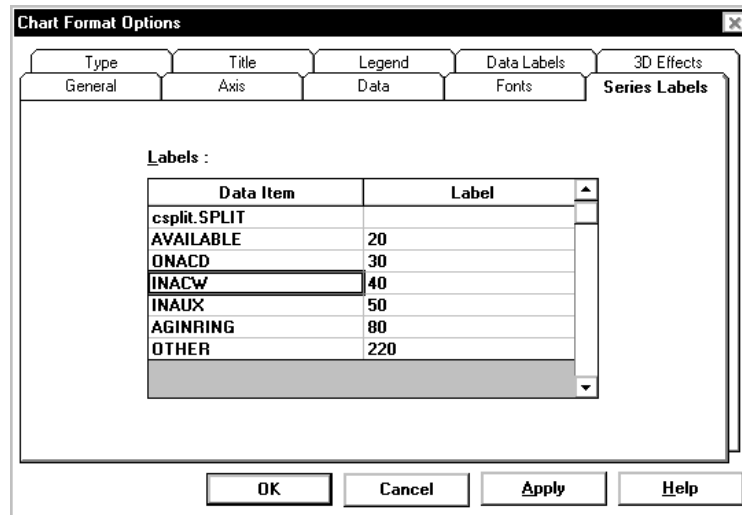 Chart Format Options
Type Title Legend Data Labels 3D Effects
General Axis Data Fonts Series Labels
Labels :
Data Item Label
csplit.SPLIT
AVAILABLE 20
ONACD 30
INACW 40
INAUX 50
AGINRING 80
OTHER 220
OK Cancel Apply Help